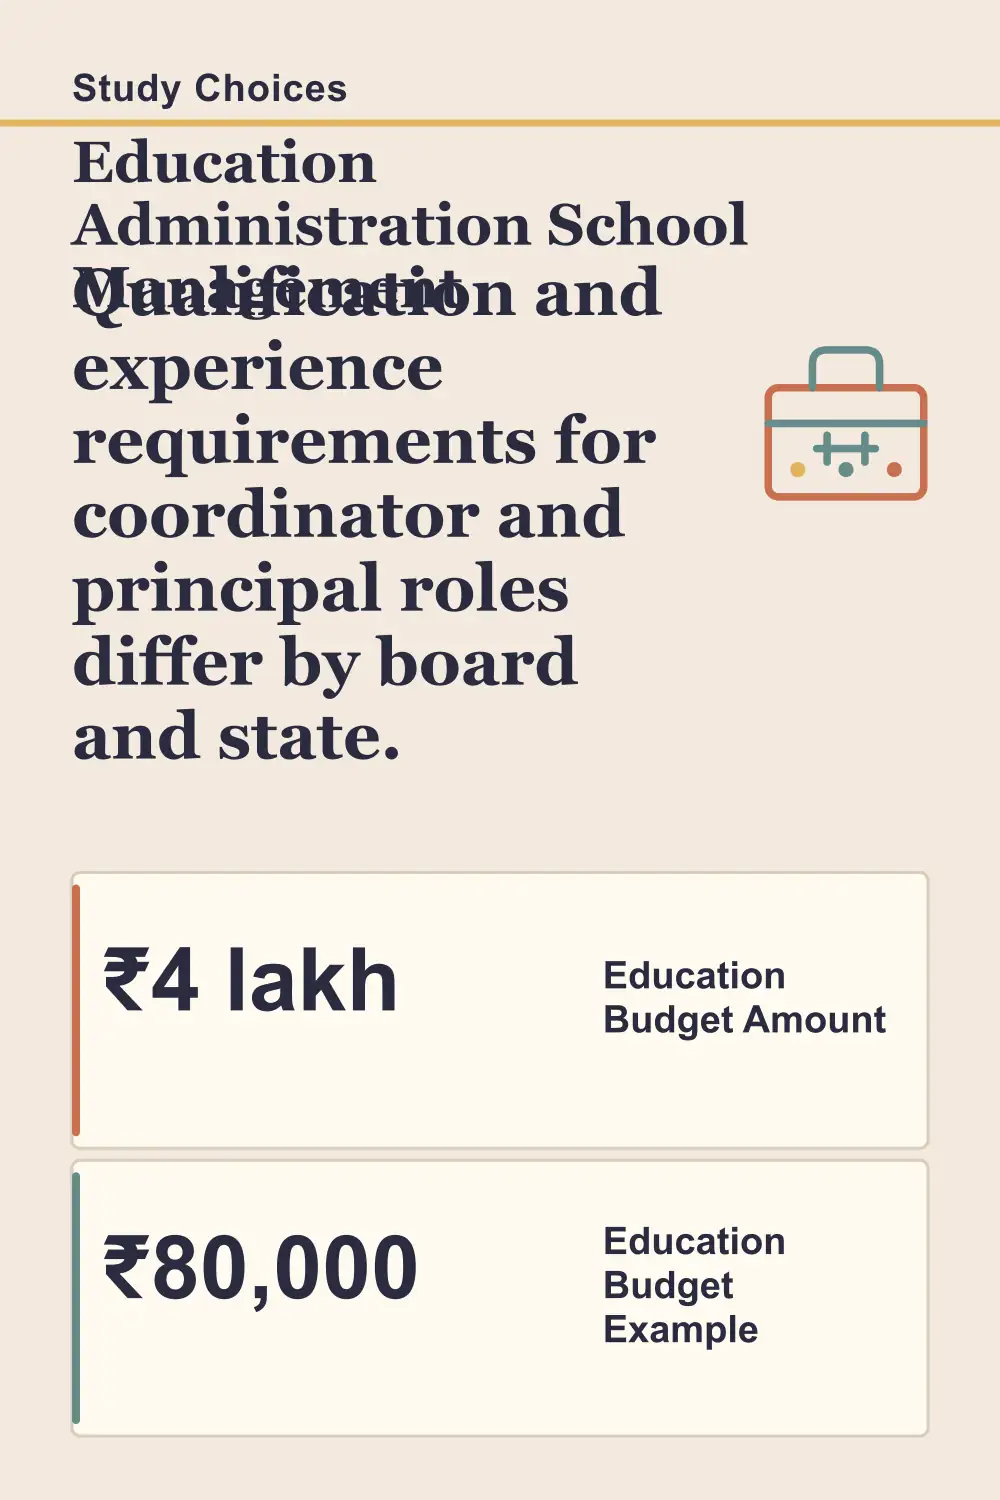 Study Choices
Education
Administration School
Management
Qualification and
experience
requirements for
coordinator and
principal roles
differ by board
and state.
₹4 lakh
Education
Budget Amount
₹80,000
Education
Budget
Example